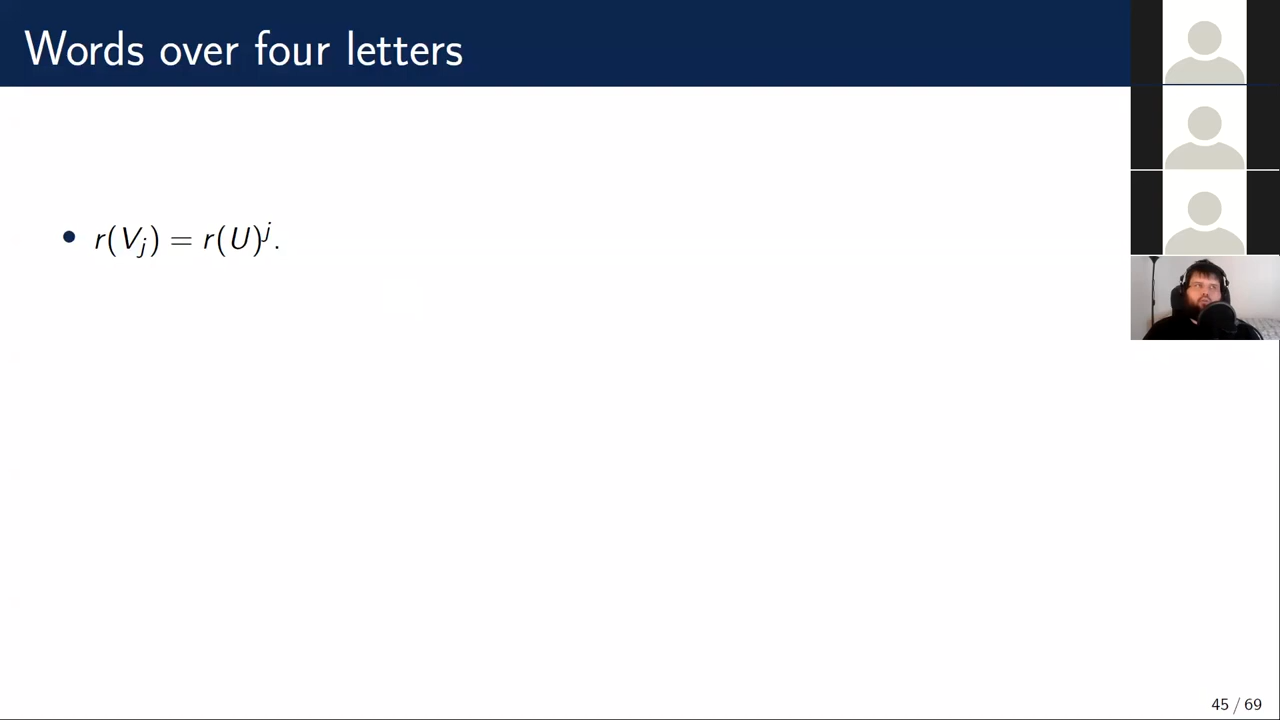 Words over four letters
• r(V_j) = r(U)^j.
45 / 69